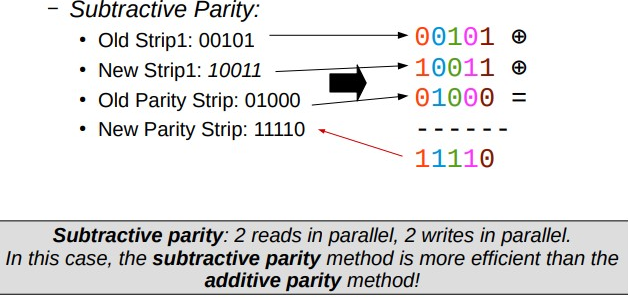 – Subtractive Parity:
• Old Strip1: 00101
• New Strip1: 10011
• Old Parity Strip: 01000
• New Parity Strip: 11110
00101 ⊕
10011 ⊕
01000 =
------
11110
Subtractive parity: 2 reads in parallel, 2 writes in parallel.
In this case, the subtractive parity method is more efficient than the
additive parity method!